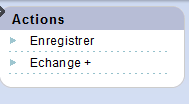 Actions
Enregistrer
Echange +